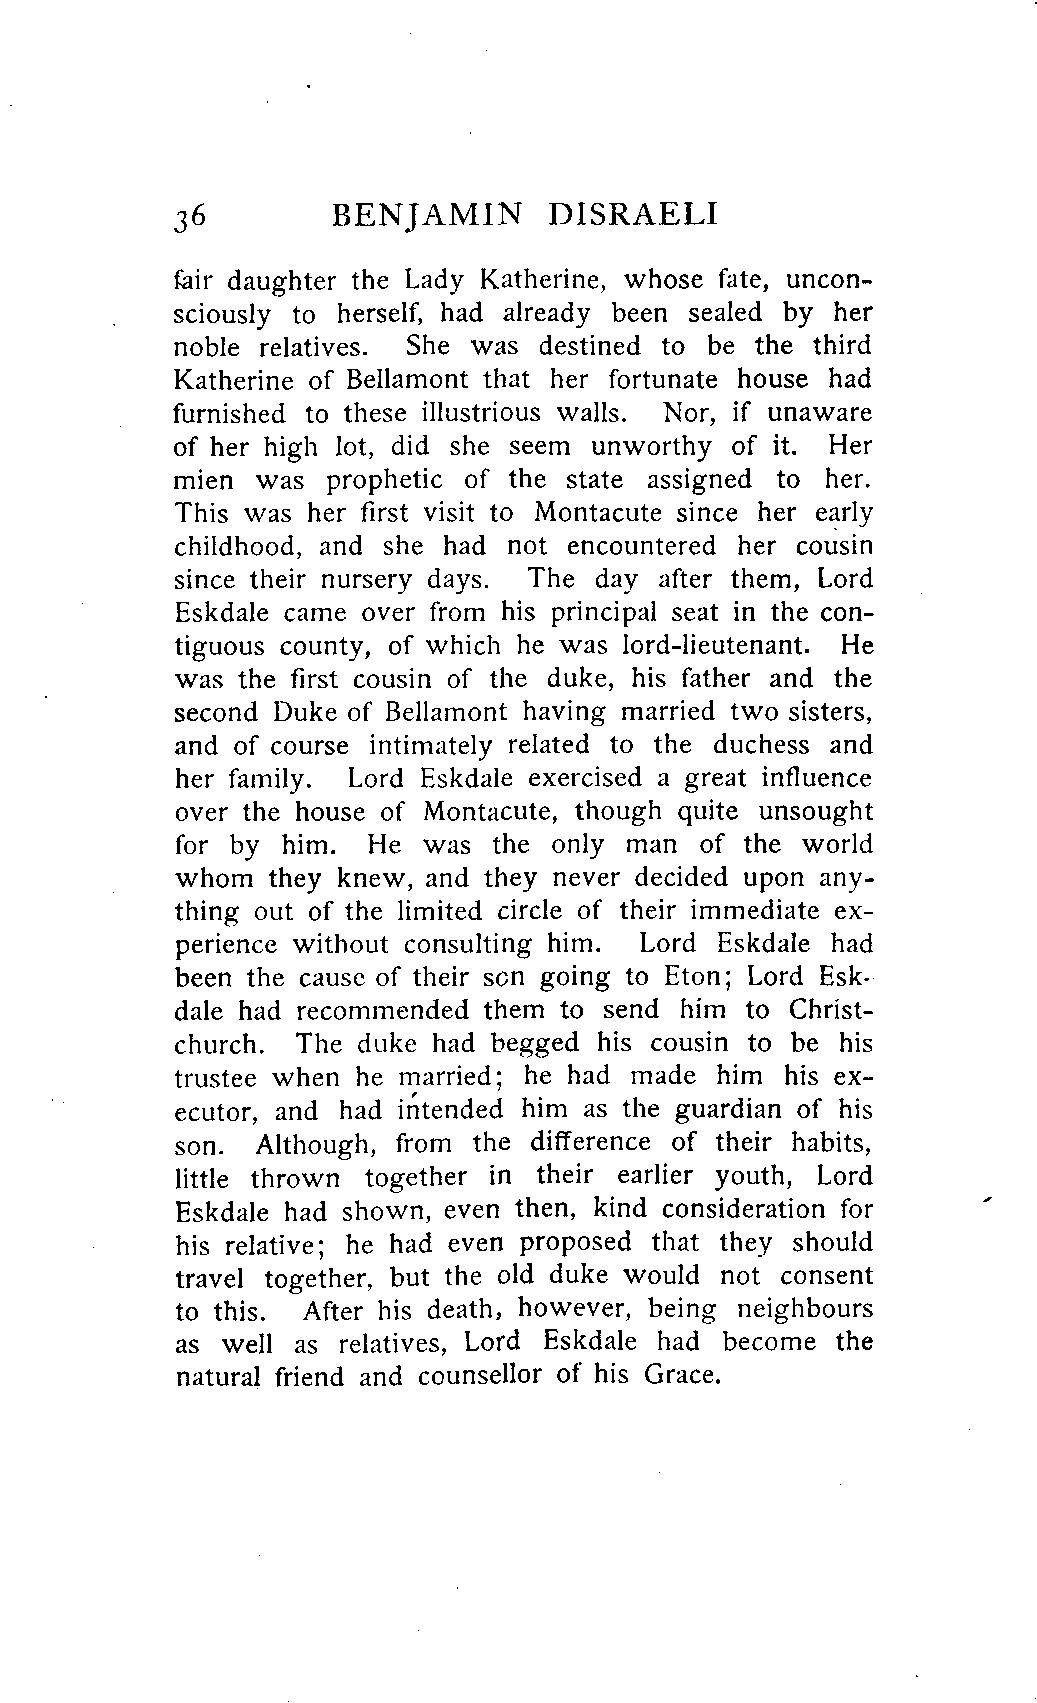 36 BENJAMIN DISRAELI
fair daughter the Lady Katherine, whose fate, uncon-
sciously to herself, had already been sealed by her
noble relatives. She was destined to be the third
Katherine of Bellamont that her fortunate house had
furnished to these illustrious walls. Nor, if unaware
of her high lot, did she seem unworthy of it. Her
mien was prophetic of the state assigned to her.
This was her first visit to Montacute since her early
childhood, and she had not encountered her cousin
since their nursery days. The day after them, Lord
Eskdale came over from his principal seat in the con-
tiguous county, of which he was lord-lieutenant. He
was the first cousin of the duke, his father and the
second Duke of Bellamont having married two sisters,
and of course intimately related to the duchess and
her family. Lord Eskdale exercised a great influence
over the house of Montacute, though quite unsought
for by him. He was the only man of the world
whom they knew, and they never decided upon any-
thing out of the limited circle of their immediate ex-
perience without consulting him. Lord Eskdale had
been the cause of their son going to Eton; Lord Esk-
dale had recommended them to send him to Christ-
church. The duke had begged his cousin to be his
trustee when he married; he had made him his ex-
ecutor, and had intended him as the guardian of his
son. Although, from the difference of their habits,
little thrown together in their earlier youth, Lord
Eskdale had shown, even then, kind consideration for
his relative; he had even proposed that they should
travel together, but the old duke would not consent
to this. After his death, however, being neighbours
as well as relatives, Lord Eskdale had become the
natural friend and counsellor of his Grace.